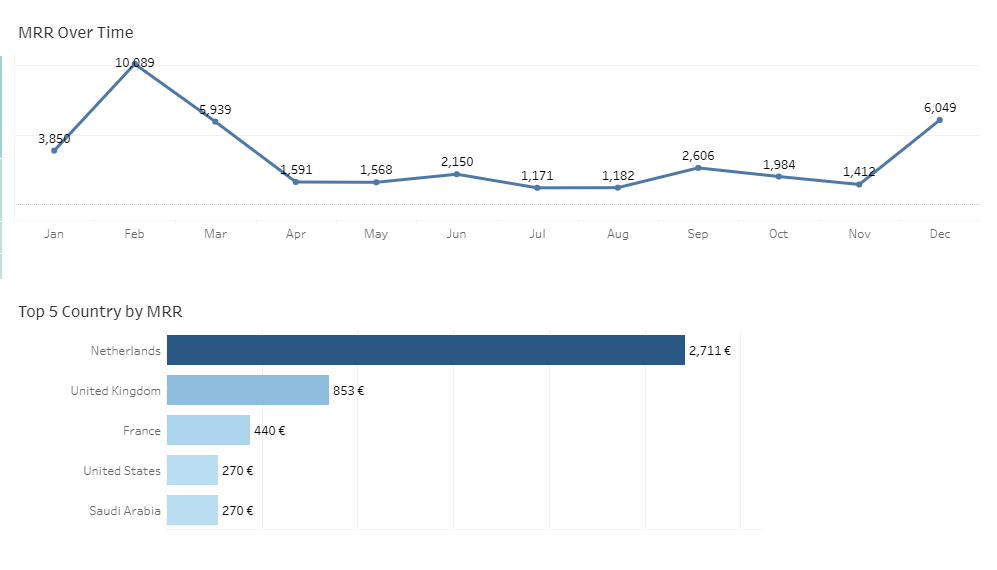 MRR Over Time
10,089
5,939
3,850
1,591
1,568
2,150
1,171
1,182
2,606
1,984
1,412
6,049
Jan Feb Mar Apr May Jun Jul Aug Sep Oct Nov Dec
Top 5 Country by MRR
Netherlands 2,711 €
United Kingdom 853 €
France 440 €
United States 270 €
Saudi Arabia 270 €